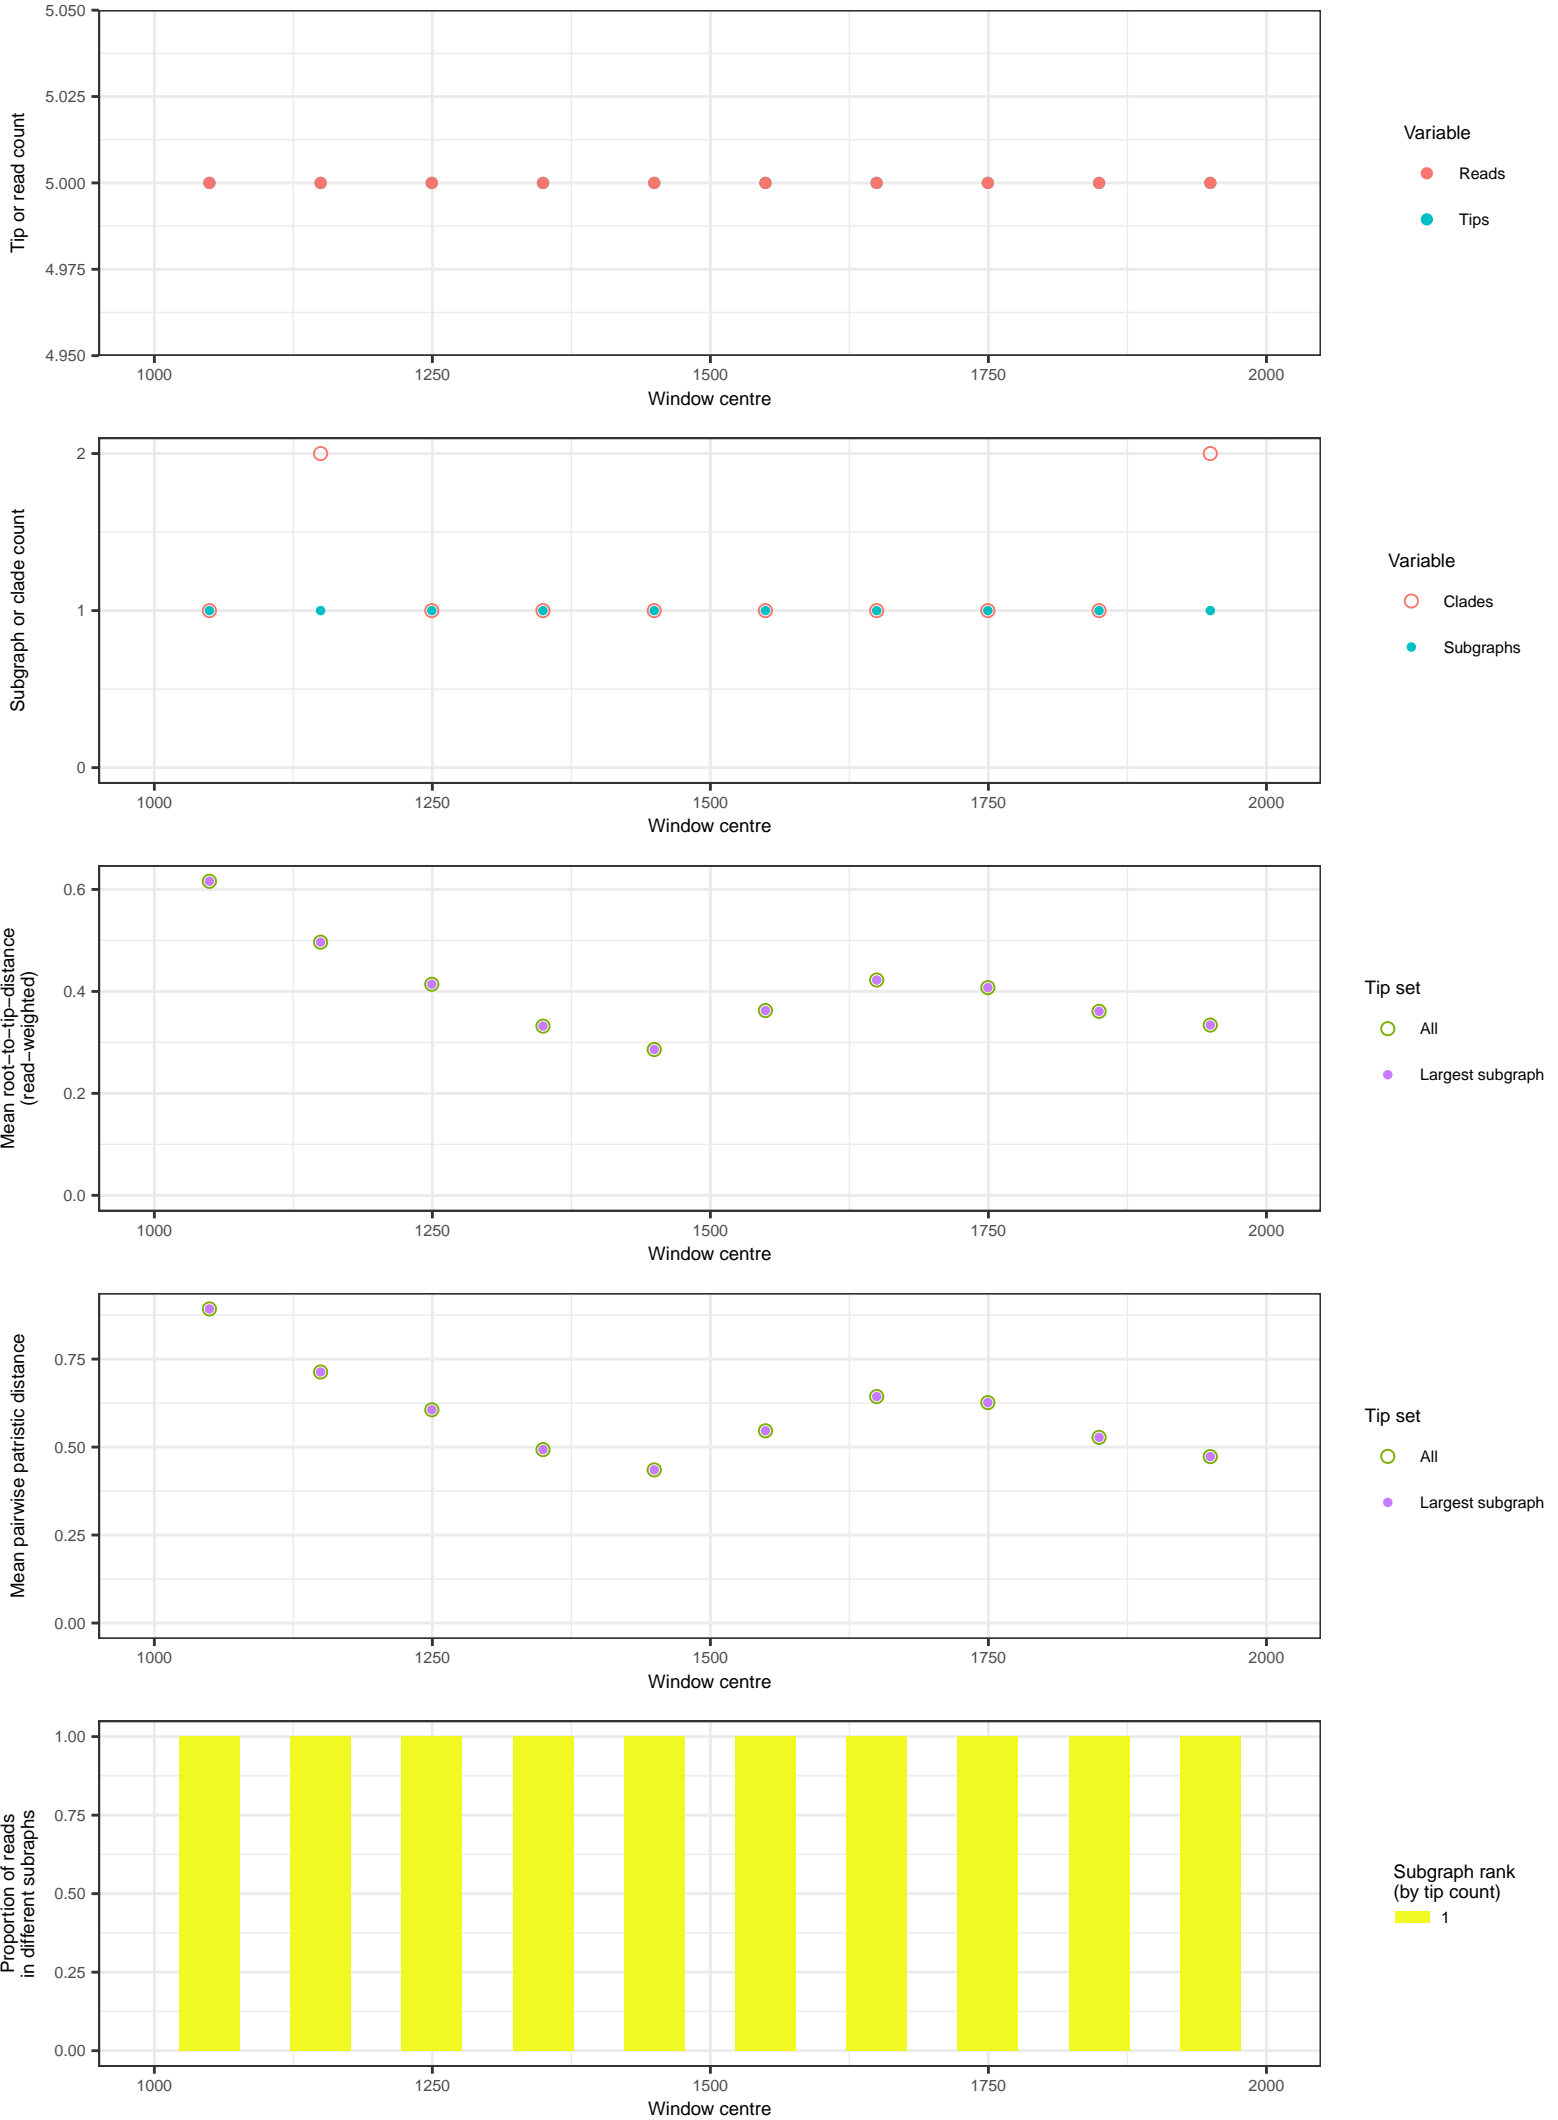 5.050
5.025
5.000
4.975
4.950
Tip or read count
1000 1250 1500 1750 2000
Window centre
Variable
Reads
Tips
2
1
0
Subgraph or clade count
1000 1250 1500 1750 2000
Window centre
Variable
Clades
Subgraphs
0.6
0.4
0.2
0.0
Mean root−to−tip−distance
(read−weighted)
1000 1250 1500 1750 2000
Window centre
Tip set
All
Largest subgraph
0.75
0.50
0.25
0.00
Mean pairwise patristic distance
1000 1250 1500 1750 2000
Window centre
Tip set
All
Largest subgraph
1.00
0.75
0.50
0.25
0.00
Proportion of reads
in different subraphs
1000 1250 1500 1750 2000
Window centre
Subgraph rank
(by tip count)
1